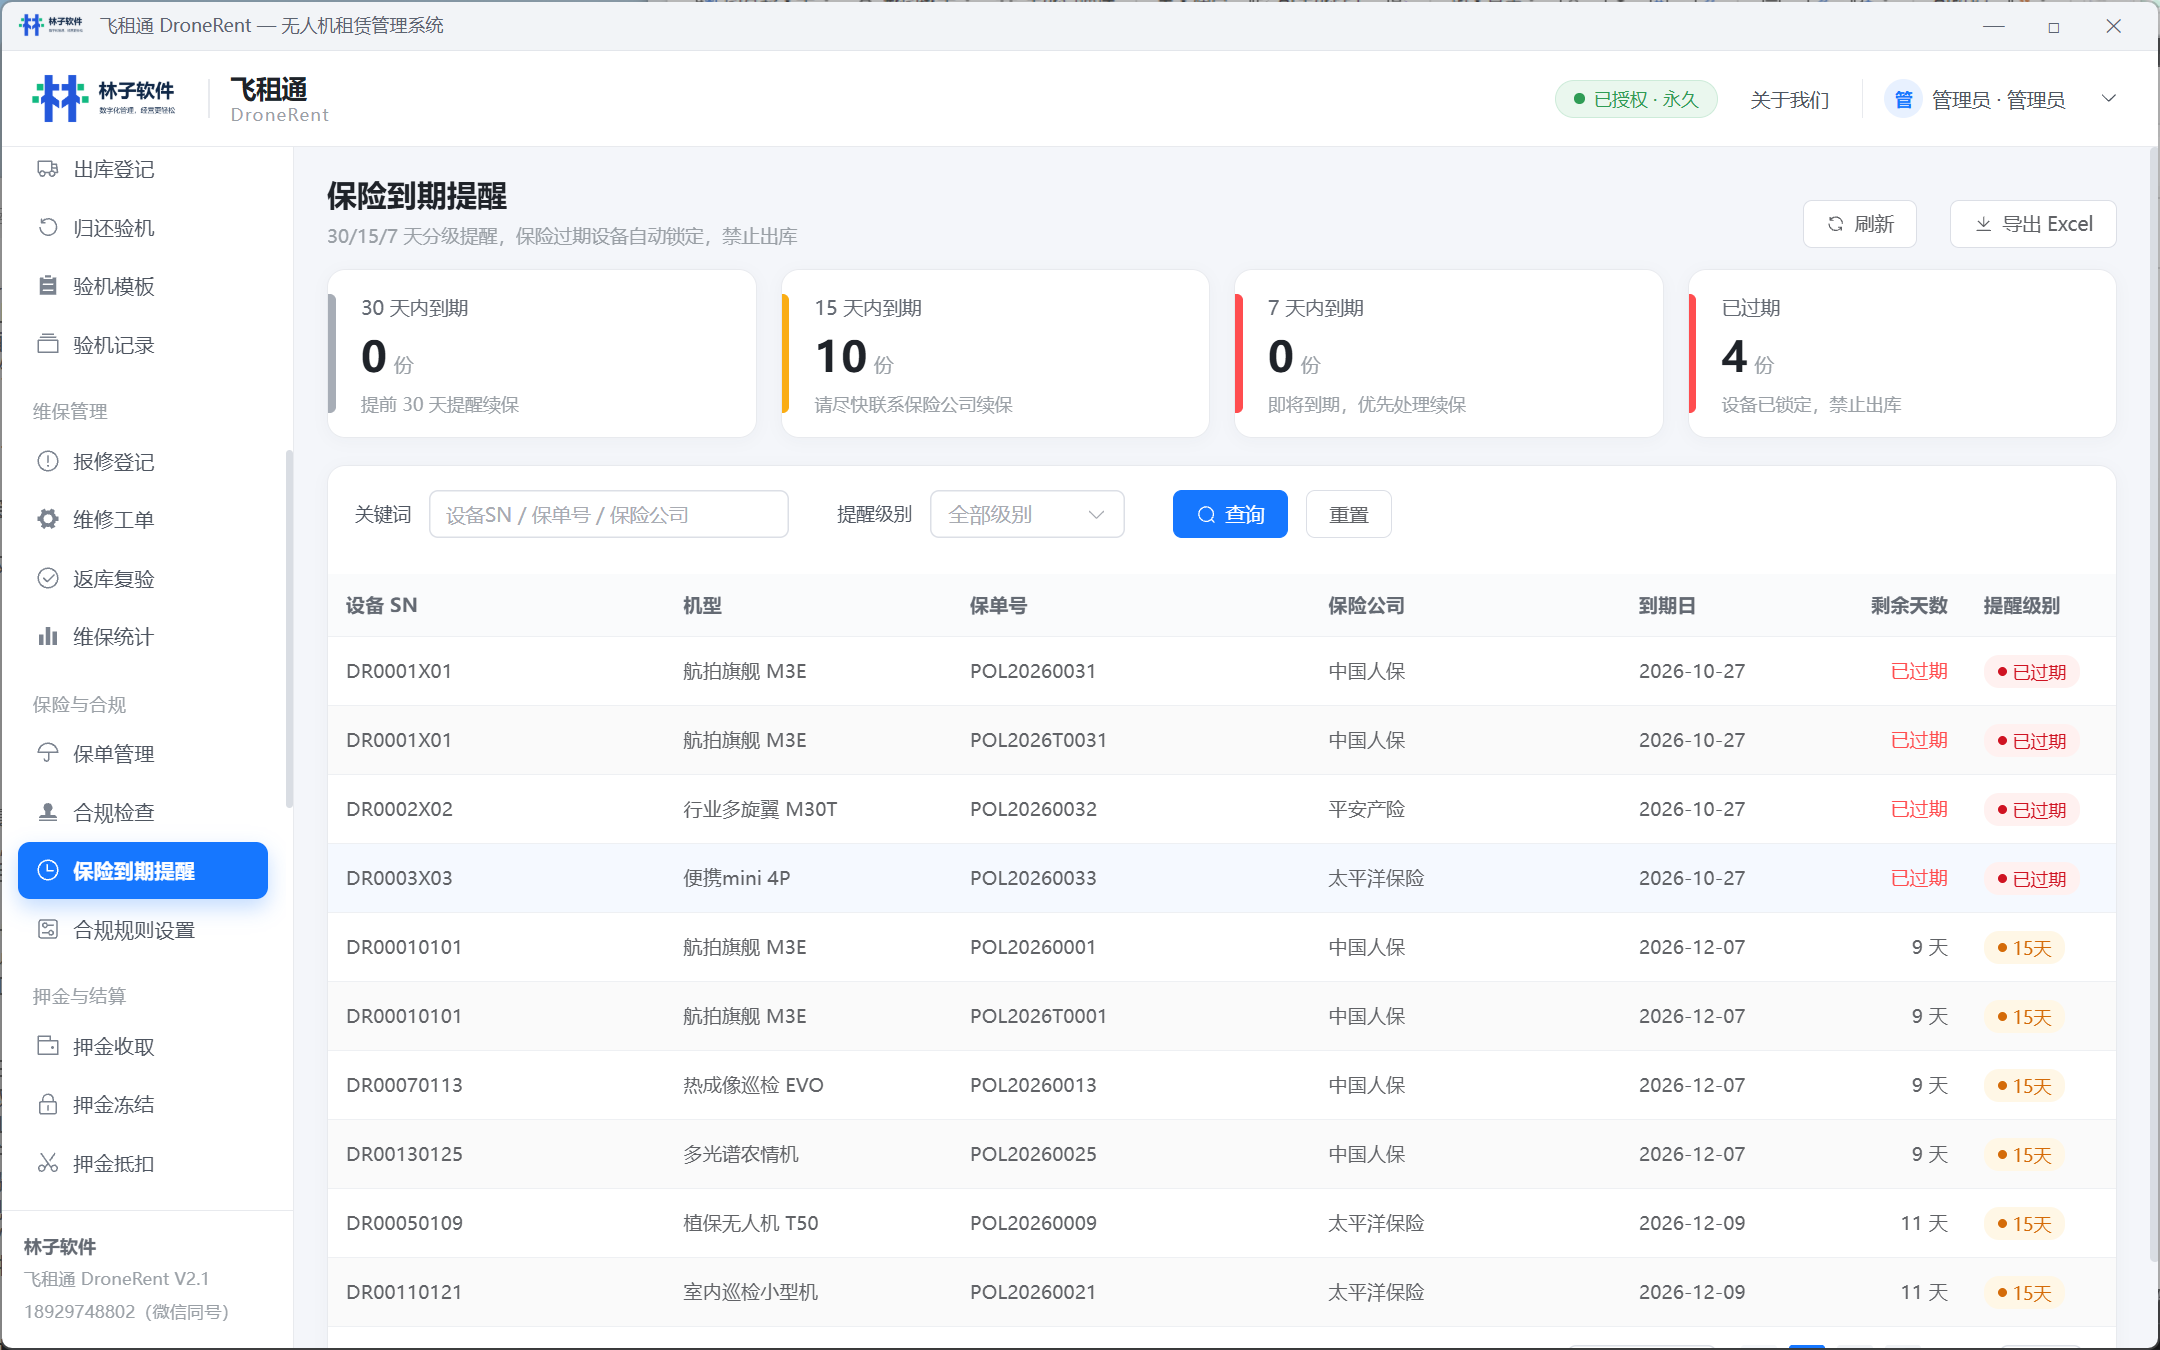 林子软件 飞租通 DroneRent — 无人机租赁管理系统
林子软件
数字化管理，经营更轻松
飞租通
DroneRent
已授权 · 永久
关于我们
管 管理员 · 管理员
出库登记
归还验机
验机模板
验机记录
维保管理
报修登记
维修工单
返库复验
维保统计
保险与合规
保单管理
合规检查
保险到期提醒
合规规则设置
押金与结算
押金收取
押金冻结
押金抵扣
林子软件
飞租通 DroneRent V2.1
18929748802（微信同号）
保险到期提醒
30/15/7 天分级提醒，保险过期设备自动锁定，禁止出库
刷新
导出 Excel
30 天内到期
0 份
提前 30 天提醒续保
15 天内到期
10 份
请尽快联系保险公司续保
7 天内到期
0 份
即将到期，优先处理续保
已过期
4 份
设备已锁定，禁止出库
关键词 设备SN / 保单号 / 保险公司 提醒级别 全部级别 查询 重置
设备 SN 机型 保单号 保险公司 到期日 剩余天数 提醒级别
DR0001X01 航拍旗舰 M3E POL20260031 中国人保 2026-10-27 已过期 已过期
DR0001X01 航拍旗舰 M3E POL2026T0031 中国人保 2026-10-27 已过期 已过期
DR0002X02 行业多旋翼 M30T POL20260032 平安产险 2026-10-27 已过期 已过期
DR0003X03 便携mini 4P POL20260033 太平洋保险 2026-10-27 已过期 已过期
DR00010101 航拍旗舰 M3E POL20260001 中国人保 2026-12-07 9 天 15天
DR00010101 航拍旗舰 M3E POL2026T0001 中国人保 2026-12-07 9 天 15天
DR00070113 热成像巡检 EVO POL20260013 中国人保 2026-12-07 9 天 15天
DR00130125 多光谱农情机 POL20260025 中国人保 2026-12-07 9 天 15天
DR00050109 植保无人机 T50 POL20260009 太平洋保险 2026-12-09 11 天 15天
DR00110121 室内巡检小型机 POL20260021 太平洋保险 2026-12-09 11 天 15天